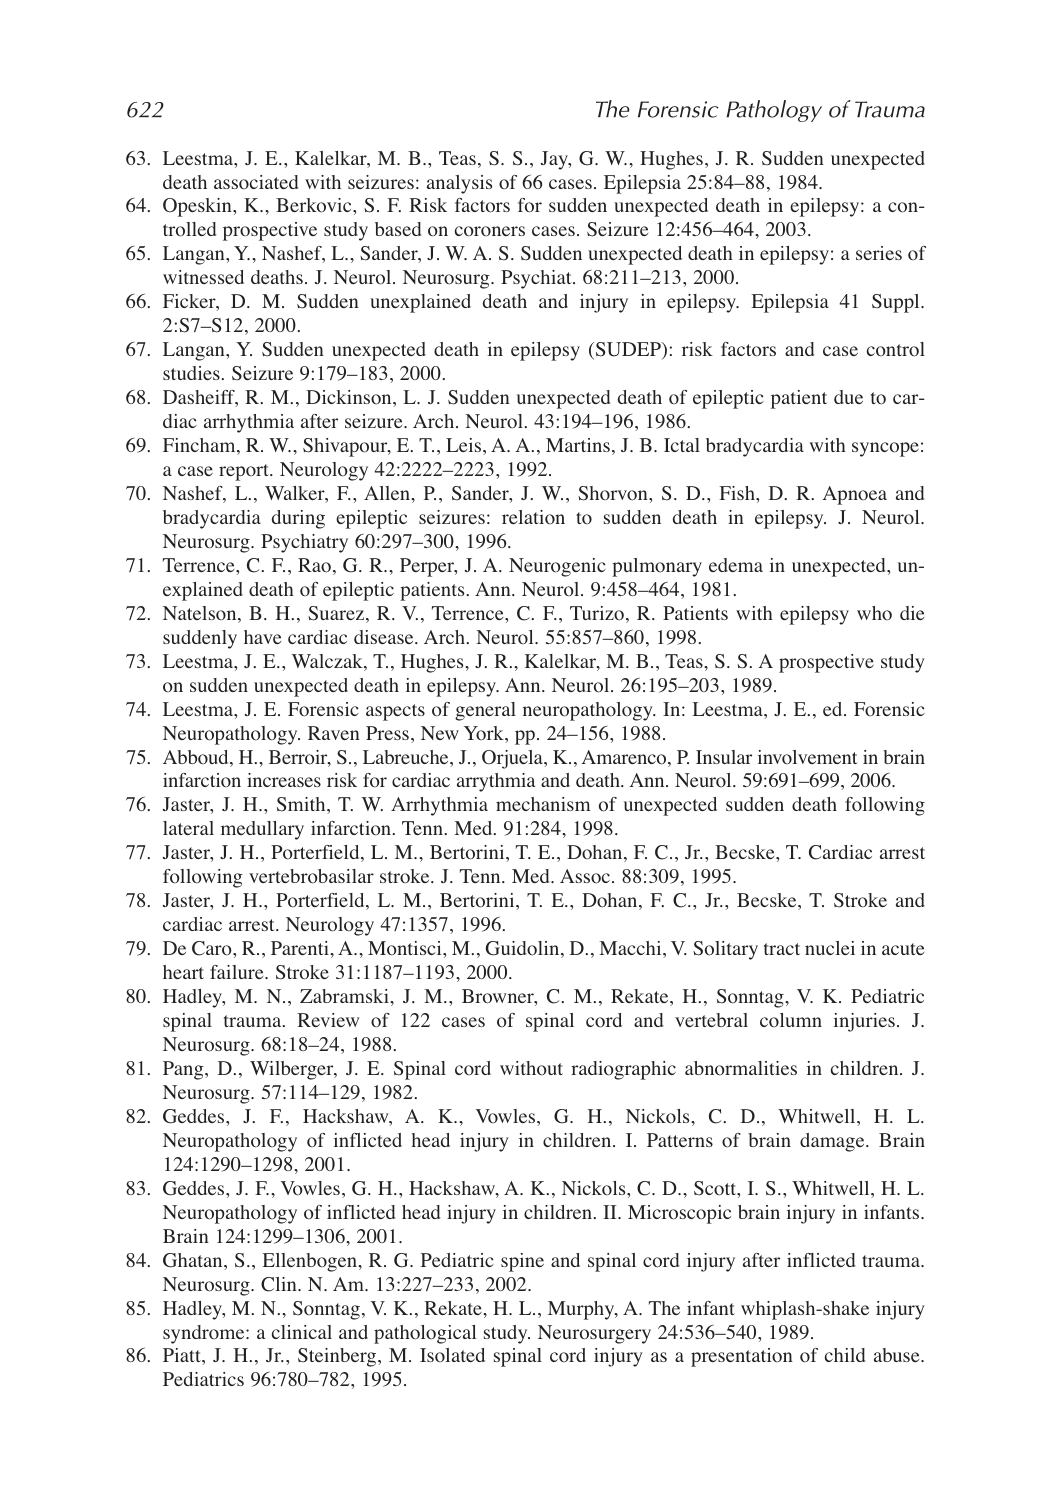 622 The Forensic Pathology of Trauma
63. Leestma, J. E., Kalelkar, M. B., Teas, S. S., Jay, G. W., Hughes, J. R. Sudden unexpected
death associated with seizures: analysis of 66 cases. Epilepsia 25:84–88, 1984.
64. Opeskin, K., Berkovic, S. F. Risk factors for sudden unexpected death in epilepsy: a con-
trolled prospective study based on coroners cases. Seizure 12:456–464, 2003.
65. Langan, Y., Nashef, L., Sander, J. W. A. S. Sudden unexpected death in epilepsy: a series of
witnessed deaths. J. Neurol. Neurosurg. Psychiat. 68:211–213, 2000.
66. Ficker, D. M. Sudden unexplained death and injury in epilepsy. Epilepsia 41 Suppl.
2:S7–S12, 2000.
67. Langan, Y. Sudden unexpected death in epilepsy (SUDEP): risk factors and case control
studies. Seizure 9:179–183, 2000.
68. Dasheiff, R. M., Dickinson, L. J. Sudden unexpected death of epileptic patient due to car-
diac arrhythmia after seizure. Arch. Neurol. 43:194–196, 1986.
69. Fincham, R. W., Shivapour, E. T., Leis, A. A., Martins, J. B. Ictal bradycardia with syncope:
a case report. Neurology 42:2222–2223, 1992.
70. Nashef, L., Walker, F., Allen, P., Sander, J. W., Shorvon, S. D., Fish, D. R. Apnoea and
bradycardia during epileptic seizures: relation to sudden death in epilepsy. J. Neurol.
Neurosurg. Psychiatry 60:297–300, 1996.
71. Terrence, C. F., Rao, G. R., Perper, J. A. Neurogenic pulmonary edema in unexpected, un-
explained death of epileptic patients. Ann. Neurol. 9:458–464, 1981.
72. Natelson, B. H., Suarez, R. V., Terrence, C. F., Turizo, R. Patients with epilepsy who die
suddenly have cardiac disease. Arch. Neurol. 55:857–860, 1998.
73. Leestma, J. E., Walczak, T., Hughes, J. R., Kalelkar, M. B., Teas, S. S. A prospective study
on sudden unexpected death in epilepsy. Ann. Neurol. 26:195–203, 1989.
74. Leestma, J. E. Forensic aspects of general neuropathology. In: Leestma, J. E., ed. Forensic
Neuropathology. Raven Press, New York, pp. 24–156, 1988.
75. Abboud, H., Berroir, S., Labreuche, J., Orjuela, K., Amarenco, P. Insular involvement in brain
infarction increases risk for cardiac arrythmia and death. Ann. Neurol. 59:691–699, 2006.
76. Jaster, J. H., Smith, T. W. Arrhythmia mechanism of unexpected sudden death following
lateral medullary infarction. Tenn. Med. 91:284, 1998.
77. Jaster, J. H., Porterfield, L. M., Bertorini, T. E., Dohan, F. C., Jr., Becske, T. Cardiac arrest
following vertebrobasilar stroke. J. Tenn. Med. Assoc. 88:309, 1995.
78. Jaster, J. H., Porterfield, L. M., Bertorini, T. E., Dohan, F. C., Jr., Becske, T. Stroke and
cardiac arrest. Neurology 47:1357, 1996.
79. De Caro, R., Parenti, A., Montisci, M., Guidolin, D., Macchi, V. Solitary tract nuclei in acute
heart failure. Stroke 31:1187–1193, 2000.
80. Hadley, M. N., Zabramski, J. M., Browner, C. M., Rekate, H., Sonntag, V. K. Pediatric
spinal trauma. Review of 122 cases of spinal cord and vertebral column injuries. J.
Neurosurg. 68:18–24, 1988.
81. Pang, D., Wilberger, J. E. Spinal cord without radiographic abnormalities in children. J.
Neurosurg. 57:114–129, 1982.
82. Geddes, J. F., Hackshaw, A. K., Vowles, G. H., Nickols, C. D., Whitwell, H. L.
Neuropathology of inflicted head injury in children. I. Patterns of brain damage. Brain
124:1290–1298, 2001.
83. Geddes, J. F., Vowles, G. H., Hackshaw, A. K., Nickols, C. D., Scott, I. S., Whitwell, H. L.
Neuropathology of inflicted head injury in children. II. Microscopic brain injury in infants.
Brain 124:1299–1306, 2001.
84. Ghatan, S., Ellenbogen, R. G. Pediatric spine and spinal cord injury after inflicted trauma.
Neurosurg. Clin. N. Am. 13:227–233, 2002.
85. Hadley, M. N., Sonntag, V. K., Rekate, H. L., Murphy, A. The infant whiplash-shake injury
syndrome: a clinical and pathological study. Neurosurgery 24:536–540, 1989.
86. Piatt, J. H., Jr., Steinberg, M. Isolated spinal cord injury as a presentation of child abuse.
Pediatrics 96:780–782, 1995.